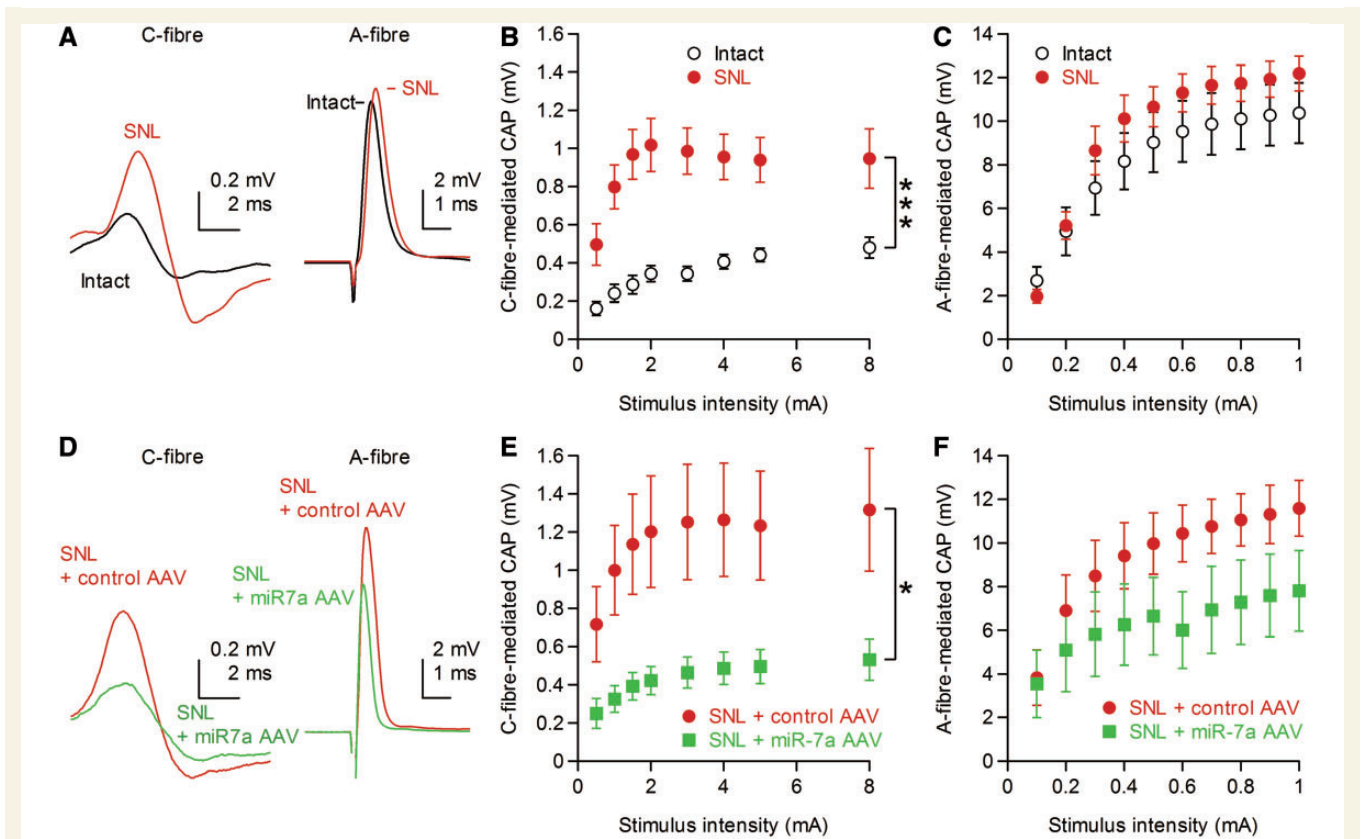 A
C-fibre
A-fibre
SNL
Intact
0.2 mV
2 ms
Intact–
– SNL
2 mV
1 ms
B
C-fibre-mediated CAP (mV)
1.6
1.4
1.2
1
0.8
0.6
0.4
0.2
0
Intact
SNL
***
0 2 4 6 8
Stimulus intensity (mA)
C
A-fibre-mediated CAP (mV)
14
12
10
8
6
4
2
0
Intact
SNL
0 0.2 0.4 0.6 0.8 1
Stimulus intensity (mA)
D
C-fibre
A-fibre
SNL
+ control AAV
SNL
+ miR7a AAV
0.2 mV
2 ms
SNL
+ control AAV
SNL
+ miR7a AAV
2 mV
1 ms
E
C-fibre-mediated CAP (mV)
1.6
1.4
1.2
1
0.8
0.6
0.4
0.2
0
*
SNL + control AAV
SNL + miR-7a AAV
0 2 4 6 8
Stimulus intensity (mA)
F
A-fibre-mediated CAP (mV)
14
12
10
8
6
4
2
0
SNL + control AAV
SNL + miR-7a AAV
0 0.2 0.4 0.6 0.8 1
Stimulus intensity (mA)